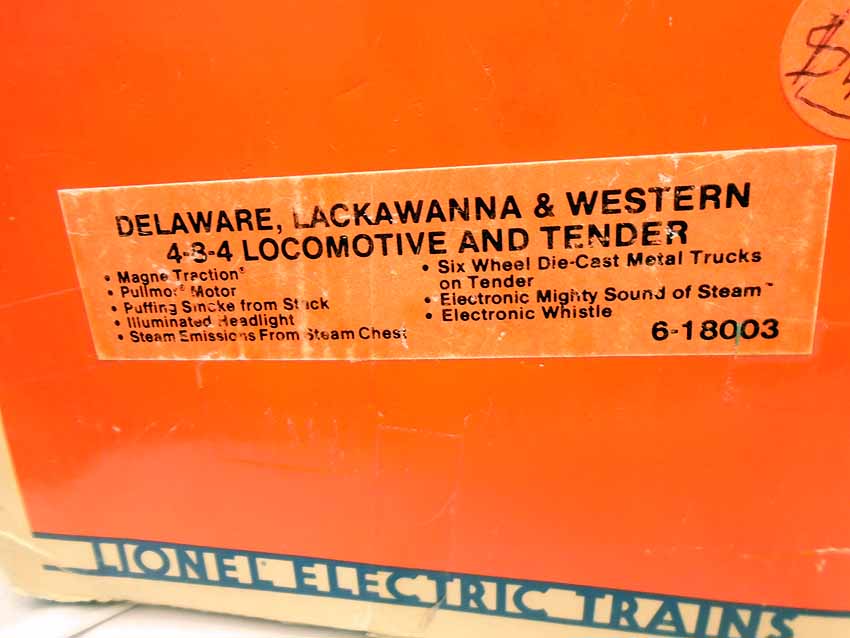 DELAWARE, LACKAWANNA & WESTERN
4-8-4 LOCOMOTIVE AND TENDER
• Magne Traction®
• Pullmor® Motor
• Puffing Smoke from Stack
• Illuminated Headlight
• Steam Emissions From Steam Chest
• Six Wheel Die-Cast Metal Trucks
on Tender
• Electronic Mighty Sound of Steam™
• Electronic Whistle
6-18003
LIONEL® ELECTRIC TRAINS